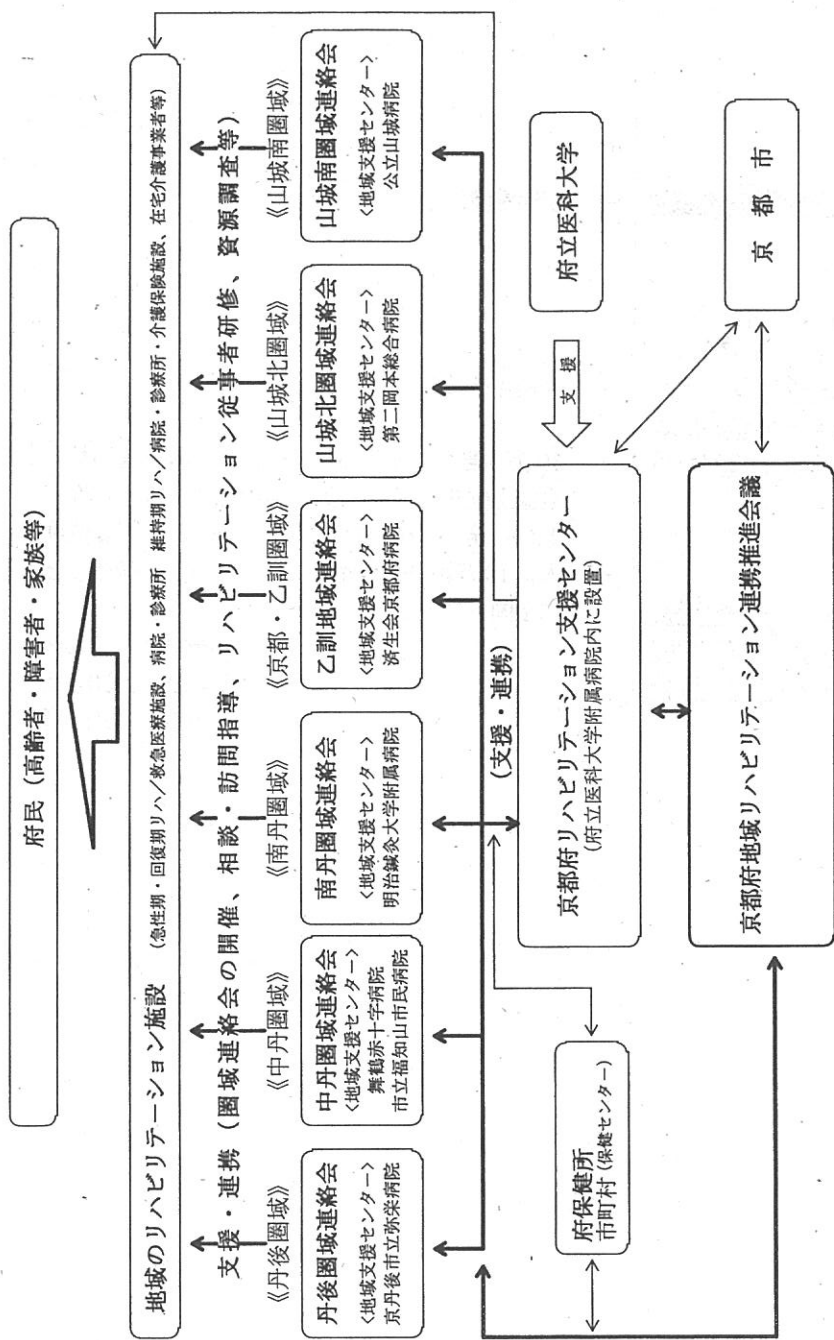 府民（高齢者・障害者・家族等）
地域のリハビリテーション施設 （急性期・回復期リハ／救急医療施設、病院・診療所 維持期リハ／病院・診療所・介護保険施設、在宅介護事業者等）
支援・連携（圏域連絡会の開催、相談・訪問指導、リハビリテーション従事者研修、資源調査等）
《丹後圏域》
《中丹圏域》
《南丹圏域》
《京都・乙訓圏域》
《山城北圏域》
《山城南圏域》
丹後圏域連絡会
<地域支援センター>
京丹後市立弥栄病院
中丹圏域連絡会
<地域支援センター>
舞鶴赤十字病院
市立福知山市民病院
南丹圏域連絡会
<地域支援センター>
明治鍼灸大学附属病院
乙訓地域連絡会
<地域支援センター>
済生会京都府病院
山城北圏域連絡会
<地域支援センター>
第二岡本総合病院
山城南圏域連絡会
<地域支援センター>
公立山城病院
（支援・連携）
府保健所
市町村（保健センター）
京都府リハビリテーション支援センター
（府立医科大学附属病院内に設置）
支援
府立医科大学
京都府地域リハビリテーション連携推進会議
京都市